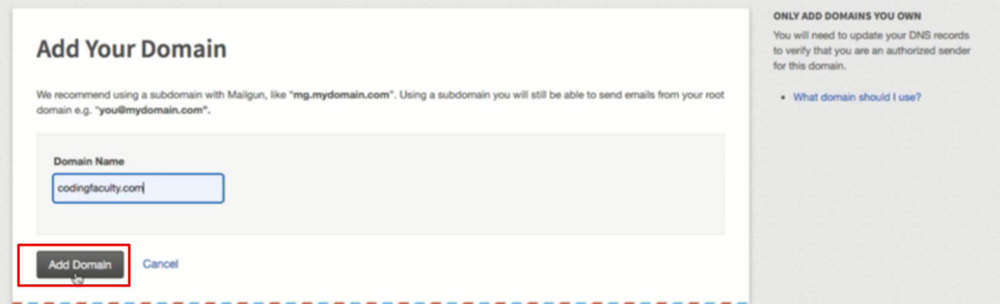 Add Your Domain
We recommend using a subdomain with Mailgun, like "mg.mydomain.com". Using a subdomain you will still be able to send emails from your root
domain e.g. "you@mydomain.com".
Domain Name
codingfaculty.com
Add Domain
Cancel
ONLY ADD DOMAINS YOU OWN
You will need to update your DNS records
to verify that you are an authorized sender
for this domain.
• What domain should I use?